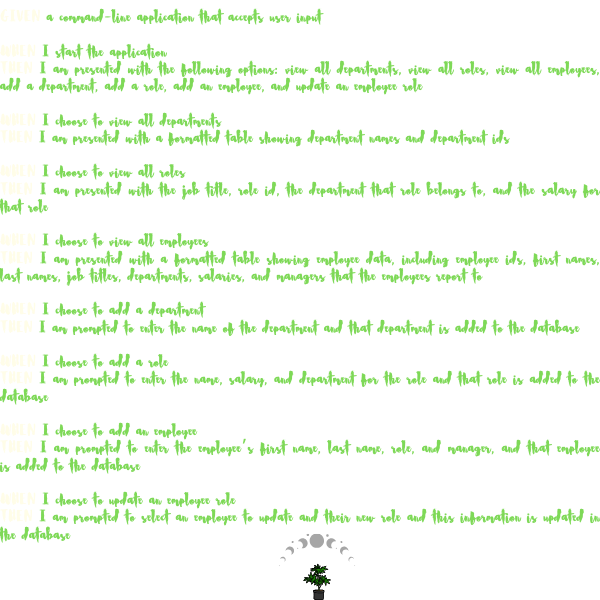 GIVEN a command-line application that accepts user input
WHEN I start the application
THEN I am presented with the following options: view all departments, view all roles, view all employees,
add a department, add a role, add an employee, and update an employee role
WHEN I choose to view all departments
THEN I am presented with a formatted table showing department names and department ids
WHEN I choose to view all roles
THEN I am presented with the job title, role id, the department that role belongs to, and the salary for
that role
WHEN I choose to view all employees
THEN I am presented with a formatted table showing employee data, including employee ids, first names,
last names, job titles, departments, salaries, and managers that the employees report to
WHEN I choose to add a department
THEN I am prompted to enter the name of the department and that department is added to the database
WHEN I choose to add a role
THEN I am prompted to enter the name, salary, and department for the role and that role is added to the
database
WHEN I choose to add an employee
THEN I am prompted to enter the employee's first name, last name, role, and manager, and that employee
is added to the database
WHEN I choose to update an employee role
THEN I am prompted to select an employee to update and their new role and this information is updated in
the database